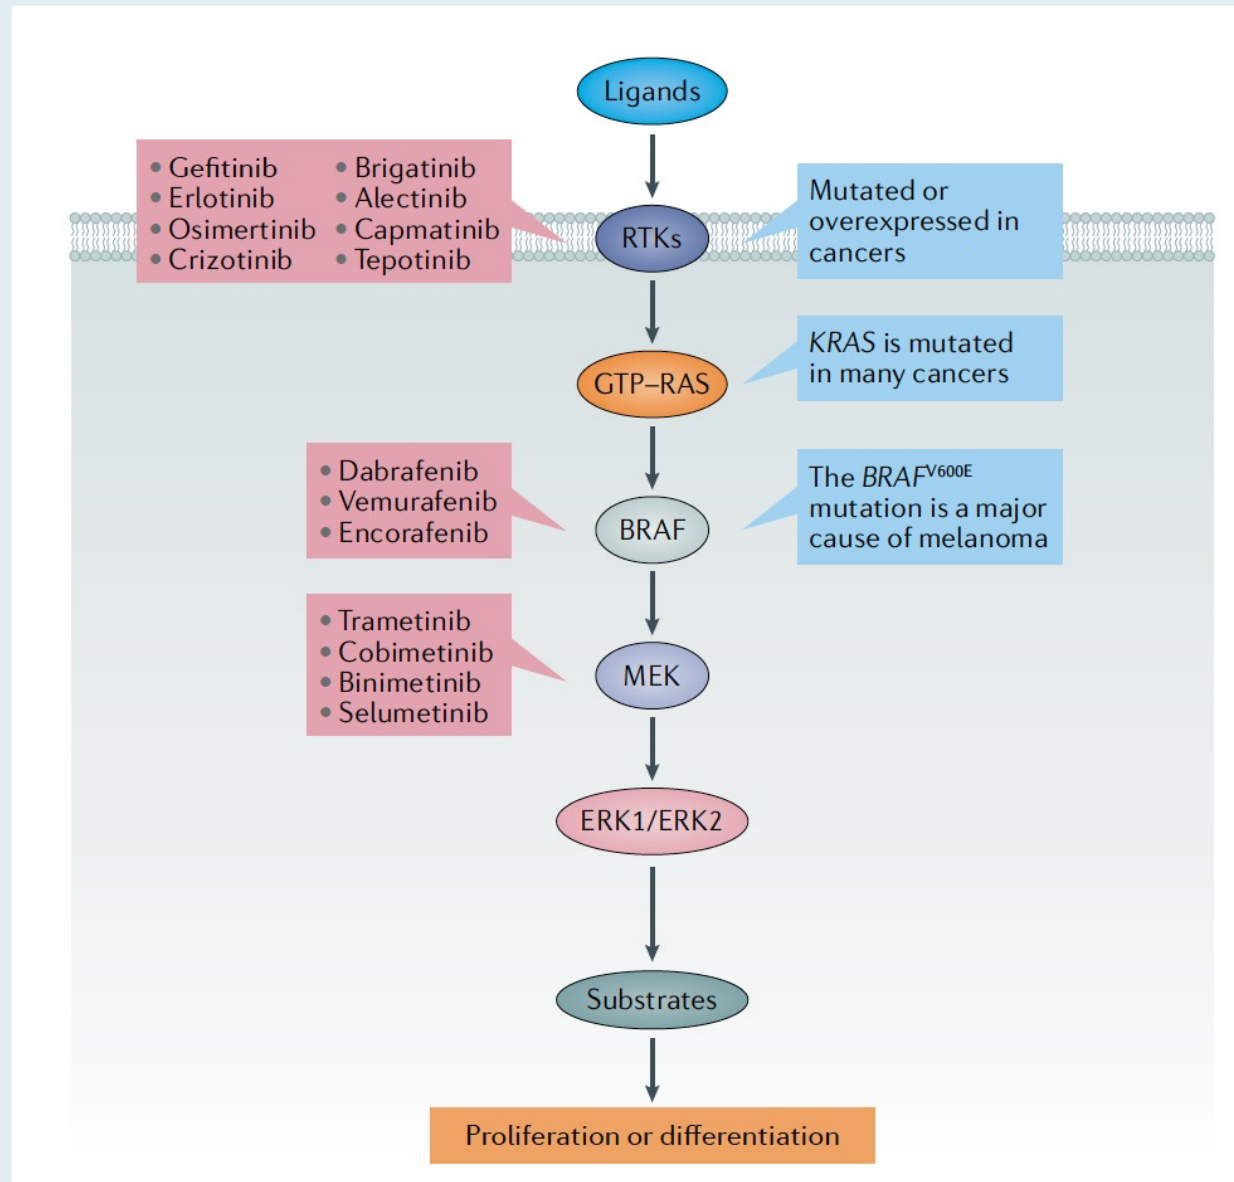 Ligands
• Gefitinib
• Erlotinib
• Osimertinib
• Crizotinib
• Brigatinib
• Alectinib
• Capmatinib
• Tepotinib
RTKs
Mutated or
overexpressed in
cancers
GTP–RAS
KRAS is mutated
in many cancers
• Dabrafenib
• Vemurafenib
• Encorafenib
BRAF
The BRAFV600E
mutation is a major
cause of melanoma
• Trametinib
• Cobimetinib
• Binimetinib
• Selumetinib
MEK
ERK1/ERK2
Substrates
Proliferation or differentiation